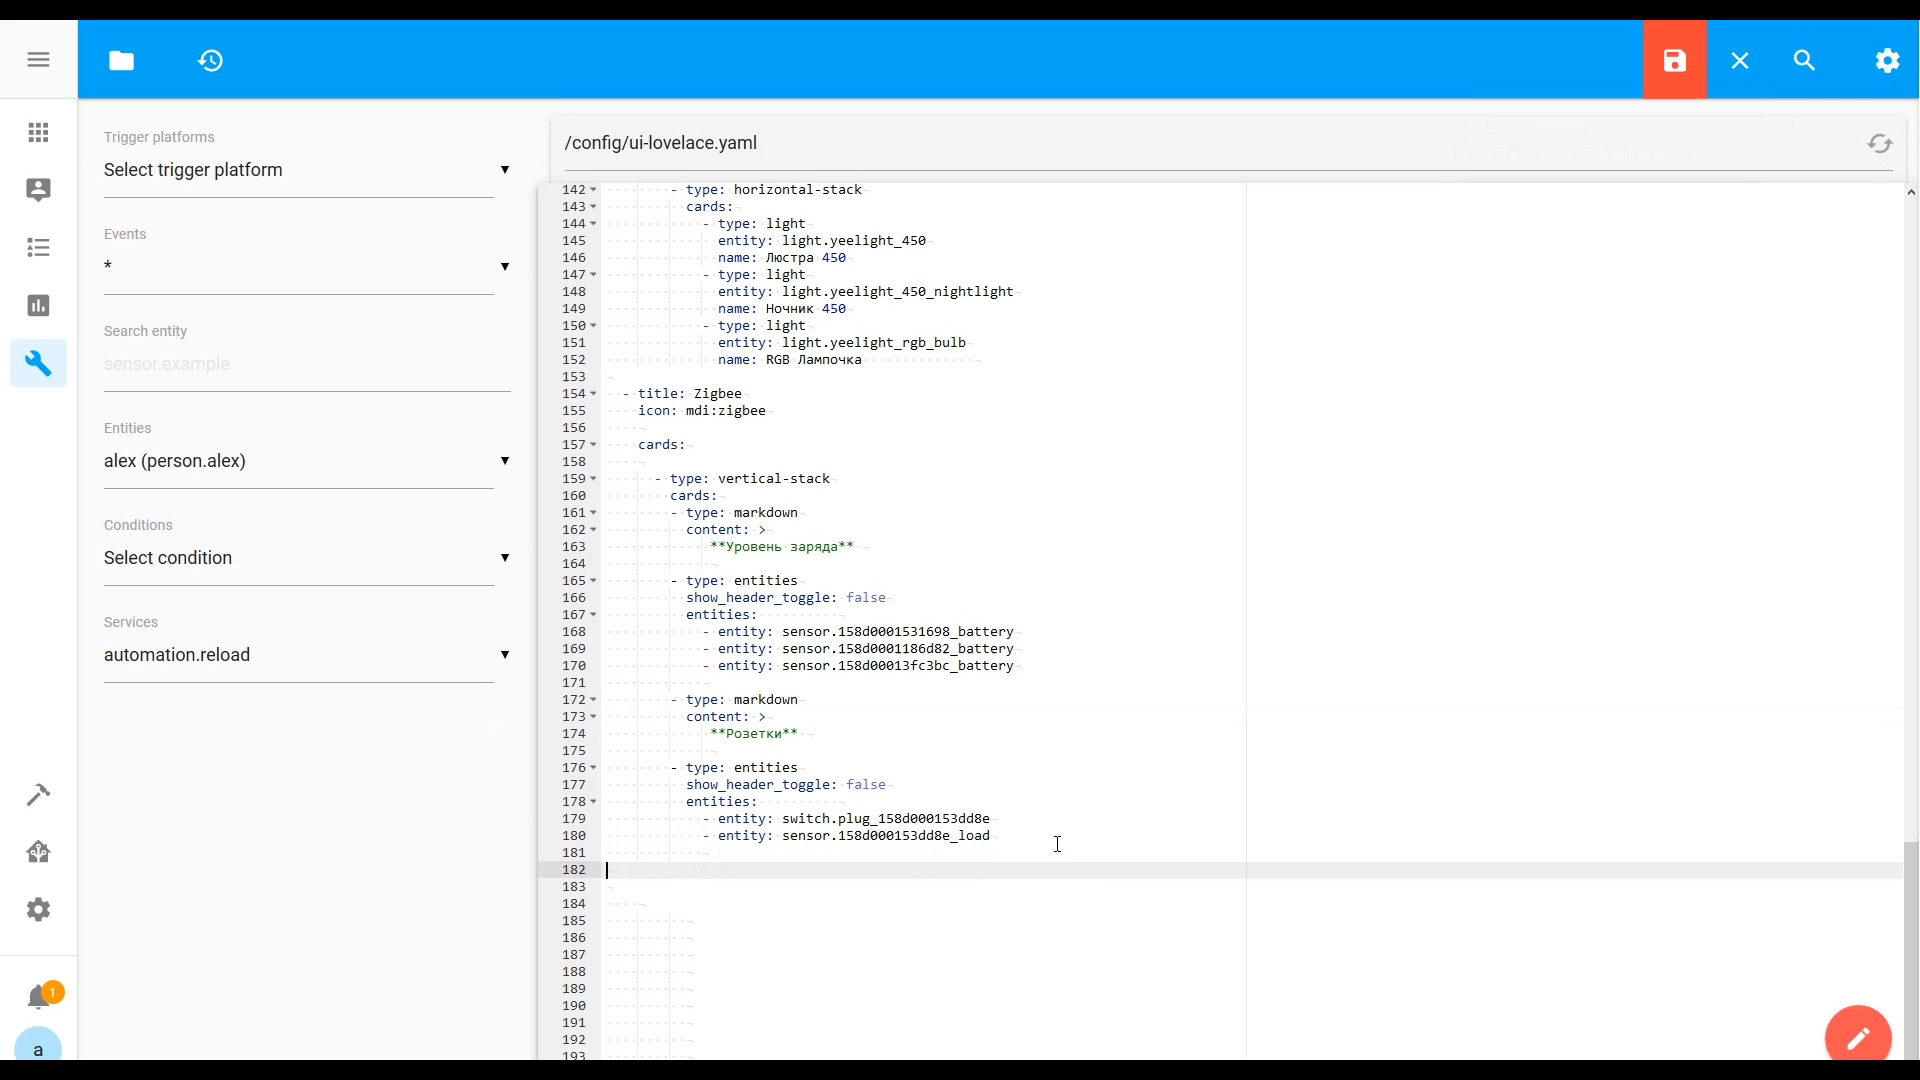 /config/ui-lovelace.yaml
Trigger platforms
Select trigger platform
Events
*
Search entity
sensor.example
Entities
alex (person.alex)
Conditions
Select condition
Services
automation.reload
1
a
142 - type: horizontal-stack
143 cards:
144 - type: light
145 entity: light.yeelight_450
146 name: Люстра 450
147 - type: light
148 entity: light.yeelight_450_nightlight
149 name: Ночник 450
150 - type: light
151 entity: light.yeelight_rgb_bulb
152 name: RGB Лампочка
153
154 - title: Zigbee
155 icon: mdi:zigbee
156
157 cards:
158
159 - type: vertical-stack
160 cards:
161 - type: markdown
162 content: >
163 **Уровень заряда**
164
165 - type: entities
166 show_header_toggle: false
167 entities:
168 - entity: sensor.158d0001531698_battery
169 - entity: sensor.158d0001186d82_battery
170 - entity: sensor.158d00013fc3bc_battery
171
172 - type: markdown
173 content: >
174 **Розетки**
175
176 - type: entities
177 show_header_toggle: false
178 entities:
179 - entity: switch.plug_158d000153dd8e
180 - entity: sensor.158d000153dd8e_load
181
182
183
184
185
186
187
188
189
190
191
192
193